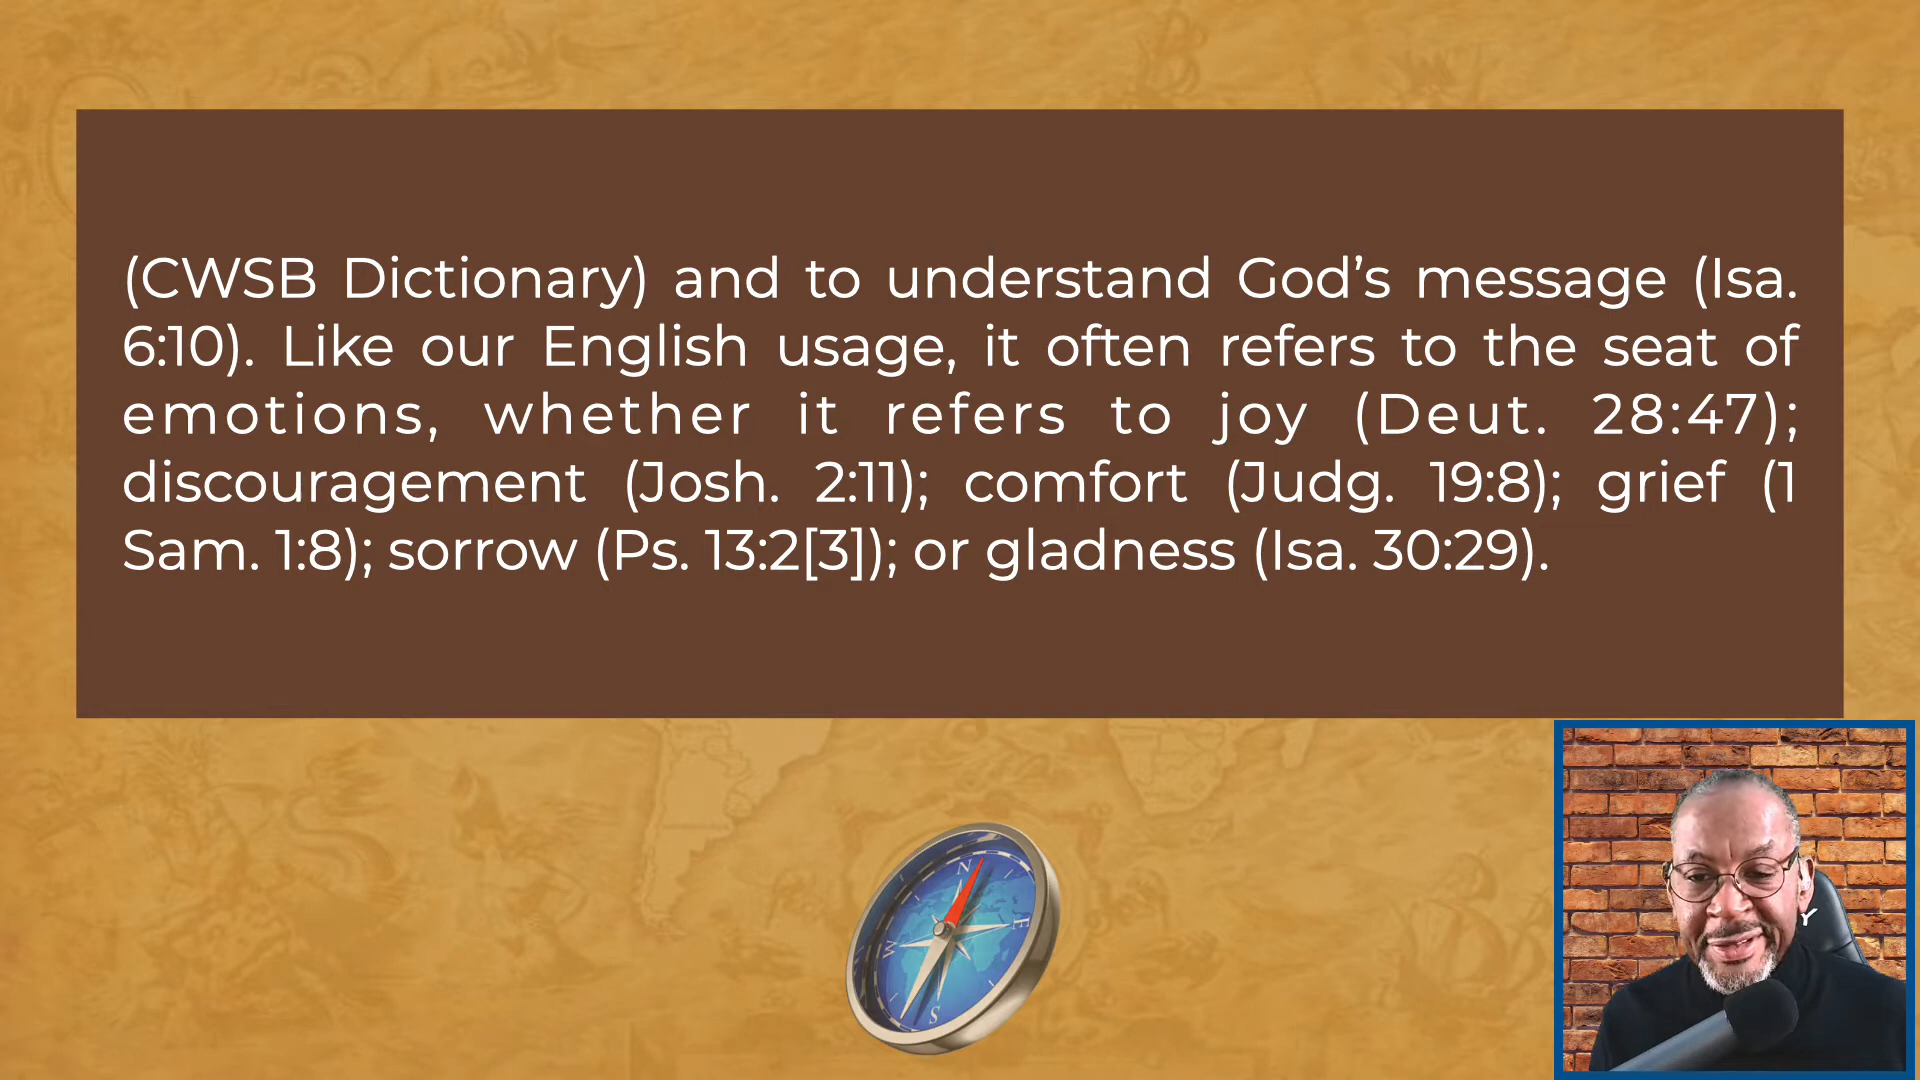 (CWSB Dictionary) and to understand God’s message (Isa.
6:10). Like our English usage, it often refers to the seat of
emotions, whether it refers to joy (Deut. 28:47);
discouragement (Josh. 2:11); comfort (Judg. 19:8); grief (1
Sam. 1:8); sorrow (Ps. 13:2[3]); or gladness (Isa. 30:29).
N
E
W
S